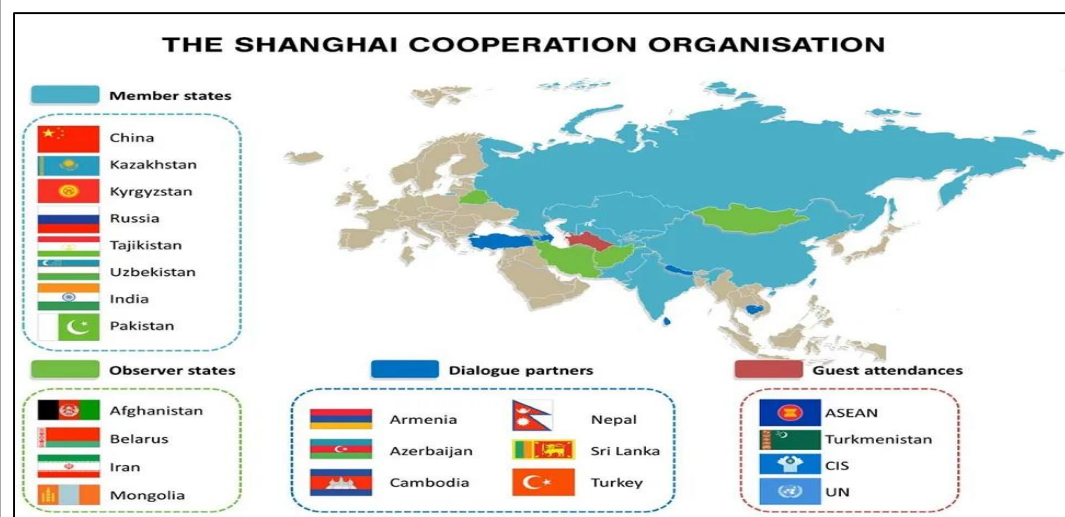 THE SHANGHAI COOPERATION ORGANISATION
Member states
China
Kazakhstan
Kyrgyzstan
Russia
Tajikistan
Uzbekistan
India
Pakistan
Observer states
Afghanistan
Belarus
Iran
Mongolia
Dialogue partners
Armenia
Azerbaijan
Cambodia
Nepal
Sri Lanka
Turkey
Guest attendances
ASEAN
Turkmenistan
CIS
UN